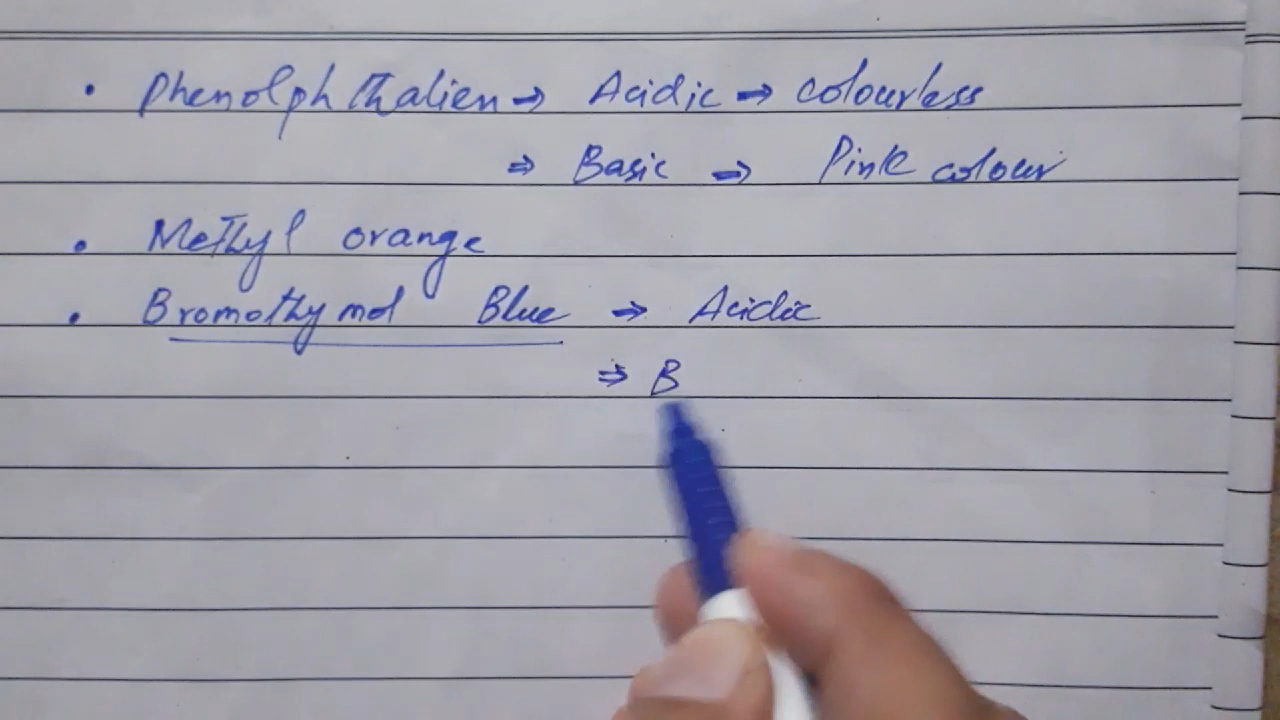 • Phenolphthalien → Acidic → colourless
⇒ Basic ⇒ Pink colour
• Methyl orange
• Bromothymol Blue ⇒ Acidic
⇒ B